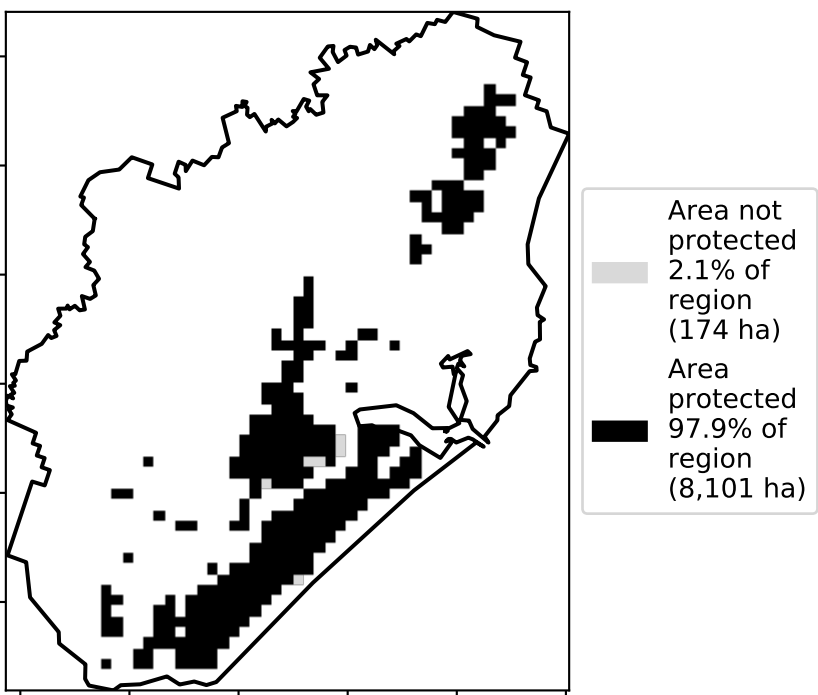 Area not
protected
2.1% of
region
(174 ha)
Area
protected
97.9% of
region
(8,101 ha)